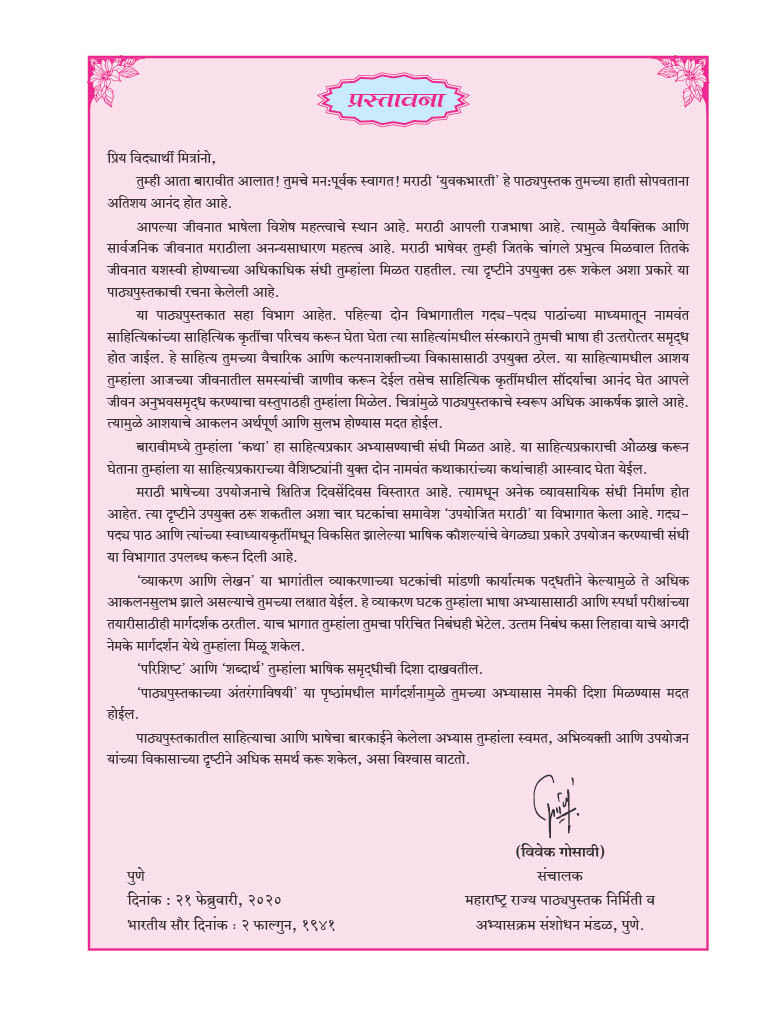 प्रस्तावना
प्रिय विद्यार्थी मित्रांनो,
तुम्ही आता बारावीत आलात! तुमचे मन:पूर्वक स्वागत! मराठी ‘युवकभारती’ हे पाठ्यपुस्तक तुमच्या हाती सोपवताना
अतिशय आनंद होत आहे.
आपल्या जीवनात भाषेला विशेष महत्त्वाचे स्थान आहे. मराठी आपली राजभाषा आहे. त्यामुळे वैयक्तिक आणि
सार्वजनिक जीवनात मराठीला अनन्यसाधारण महत्त्व आहे. मराठी भाषेवर तुम्ही जितके चांगले प्रभुत्व मिळवाल तितके
जीवनात यशस्वी होण्याच्या अधिकाधिक संधी तुम्हांला मिळत राहतील. त्या दृष्टीने उपयुक्त ठरू शकेल अशा प्रकारे या
पाठ्यपुस्तकाची रचना केलेली आहे.
या पाठ्यपुस्तकात सहा विभाग आहेत. पहिल्या दोन विभागातील गद्य-पद्य पाठांच्या माध्यमातून नामवंत
साहित्यिकांच्या साहित्यिक कृतींचा परिचय करून घेता घेता त्या साहित्यांमधील संस्काराने तुमची भाषा ही उत्तरोत्तर समृद्ध
होत जाईल. हे साहित्य तुमच्या वैचारिक आणि कल्पनाशक्तीच्या विकासासाठी उपयुक्त ठरेल. या साहित्यामधील आशय
तुम्हांला आजच्या जीवनातील समस्यांची जाणीव करून देईल तसेच साहित्यिक कृतींमधील सौंदर्याचा आनंद घेत आपले
जीवन अनुभवसमृद्ध करण्याचा वस्तुपाठही तुम्हांला मिळेल. चित्रांमुळे पाठ्यपुस्तकाचे स्वरूप अधिक आकर्षक झाले आहे.
त्यामुळे आशयाचे आकलन अर्थपूर्ण आणि सुलभ होण्यास मदत होईल.
बारावीमध्ये तुम्हांला ‘कथा’ हा साहित्यप्रकार अभ्यासण्याची संधी मिळत आहे. या साहित्यप्रकाराची ओळख करून
घेताना तुम्हांला या साहित्यप्रकाराच्या वैशिष्ट्यांनी युक्त दोन नामवंत कथाकारांच्या कथांचाही आस्वाद घेता येईल.
मराठी भाषेच्या उपयोजनाचे क्षितिज दिवसेंदिवस विस्तारत आहे. त्यामधून अनेक व्यावसायिक संधी निर्माण होत
आहेत. त्या दृष्टीने उपयुक्त ठरू शकतील अशा चार घटकांचा समावेश ‘उपयोजित मराठी’ या विभागात केला आहे. गद्य-
पद्य पाठ आणि त्यांच्या स्वाध्यायकृतींमधून विकसित झालेल्या भाषिक कौशल्यांचे वेगळ्या प्रकारे उपयोजन करण्याची संधी
या विभागात उपलब्ध करून दिली आहे.
‘व्याकरण आणि लेखन’ या भागांतील व्याकरणाच्या घटकांची मांडणी कार्यात्मक पद्धतीने केल्यामुळे ते अधिक
आकलनसुलभ झाले असल्याचे तुमच्या लक्षात येईल. हे व्याकरण घटक तुम्हांला भाषा अभ्यासासाठी आणि स्पर्धा परीक्षांच्या
तयारीसाठीही मार्गदर्शक ठरतील. याच भागात तुम्हांला तुमचा परिचित निबंधही भेटेल. उत्तम निबंध कसा लिहावा याचे अगदी
नेमके मार्गदर्शन येथे तुम्हांला मिळू शकेल.
‘परिशिष्ट’ आणि ‘शब्दार्थ’ तुम्हांला भाषिक समृद्धीची दिशा दाखवतील.
‘पाठ्यपुस्तकाच्या अंतरंगाविषयी’ या पृष्ठांमधील मार्गदर्शनामुळे तुमच्या अभ्यासास नेमकी दिशा मिळण्यास मदत
होईल.
पाठ्यपुस्तकातील साहित्याचा आणि भाषेचा बारकाईने केलेला अभ्यास तुम्हांला स्वमत, अभिव्यक्ती आणि उपयोजन
यांच्या विकासाच्या दृष्टीने अधिक समर्थ करू शकेल, असा विश्वास वाटतो.
(विवेक गोसावी)
पुणे
संचालक
दिनांक : २१ फेब्रुवारी, २०२०
महाराष्ट्र राज्य पाठ्यपुस्तक निर्मिती व
भारतीय सौर दिनांक : २ फाल्गुन, १९४१
अभ्यासक्रम संशोधन मंडळ, पुणे.